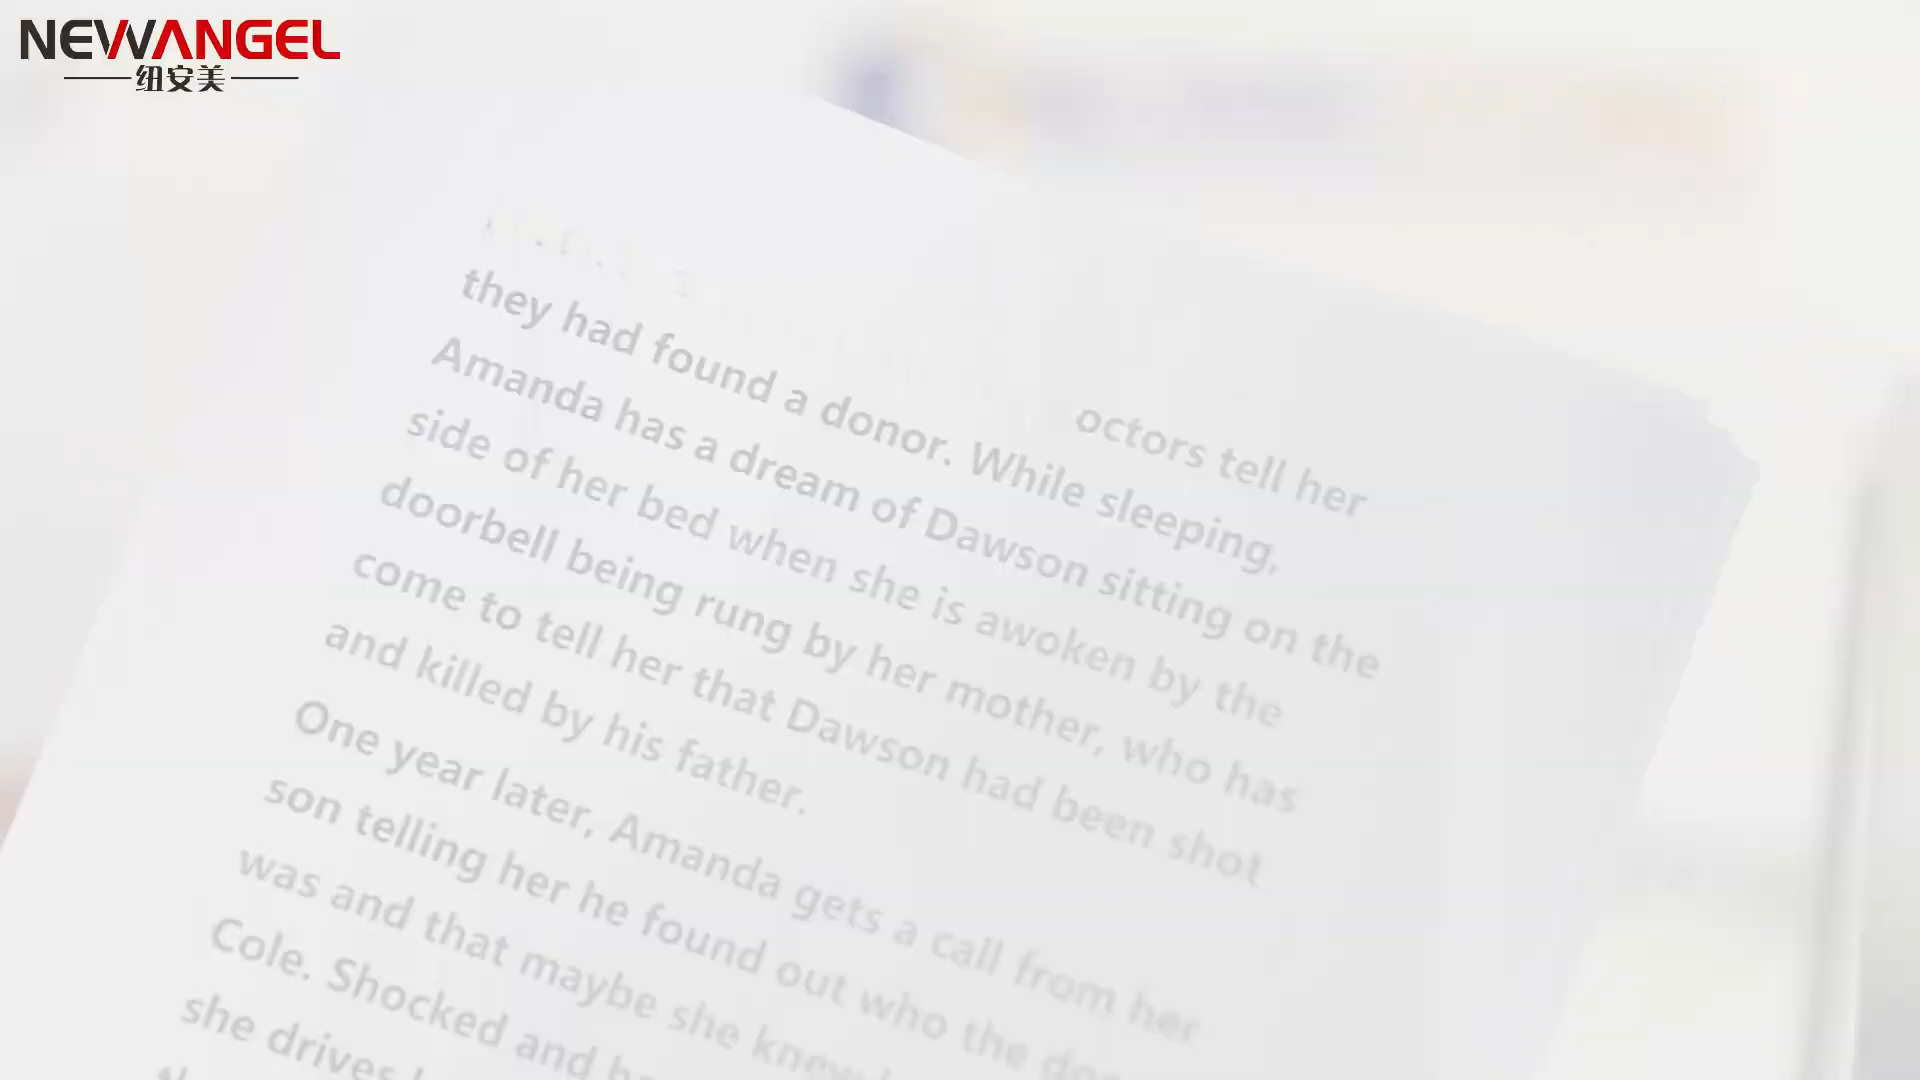 NEWANGEL
纽安美
octors tell her
they had found a donor. While sleeping,
Amanda has a dream of Dawson sitting on the
side of her bed when she is awoken by the
doorbell being rung by her mother, who has
come to tell her that Dawson had been shot
and killed by his father.
One year later, Amanda gets a call from her
son telling her he found out who the
was and that maybe she knew
Cole. Shocked and
she drives